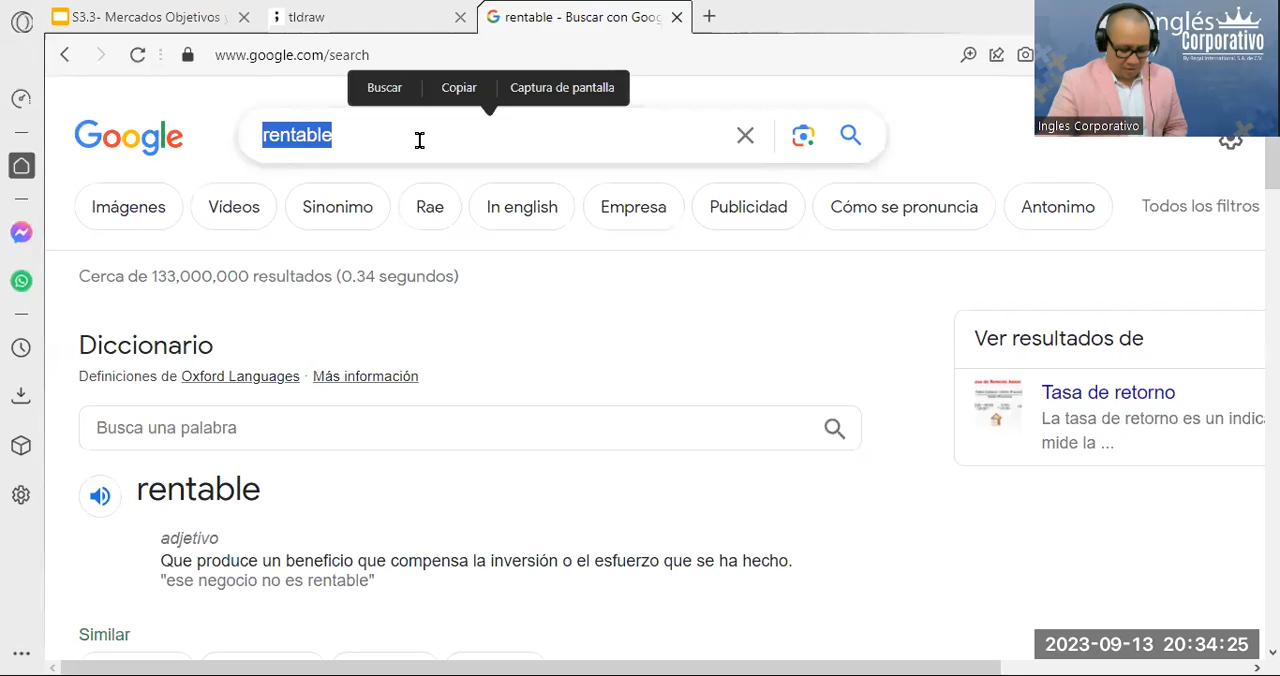 S3.3- Mercados Objetivos y
tldraw
rentable - Buscar con Goog
www.google.com/search
Buscar
Copiar
Captura de pantalla
inglés
Corporativo
By Regal International, S.A. de C.V.
Ingles Corporativo
Google
rentable
Imágenes
Videos
Sinonimo
Rae
In english
Empresa
Publicidad
Cómo se pronuncia
Antonimo
Todos los filtros
Cerca de 133,000,000 resultados (0.34 segundos)
Diccionario
Definiciones de Oxford Languages · Más información
Busca una palabra
rentable
adjetivo
Que produce un beneficio que compensa la inversión o el esfuerzo que se ha hecho.
"ese negocio no es rentable"
Similar
Ver resultados de
Tasa de retorno
La tasa de retorno es un indic
mide la ...
2023-09-13 20:34:25